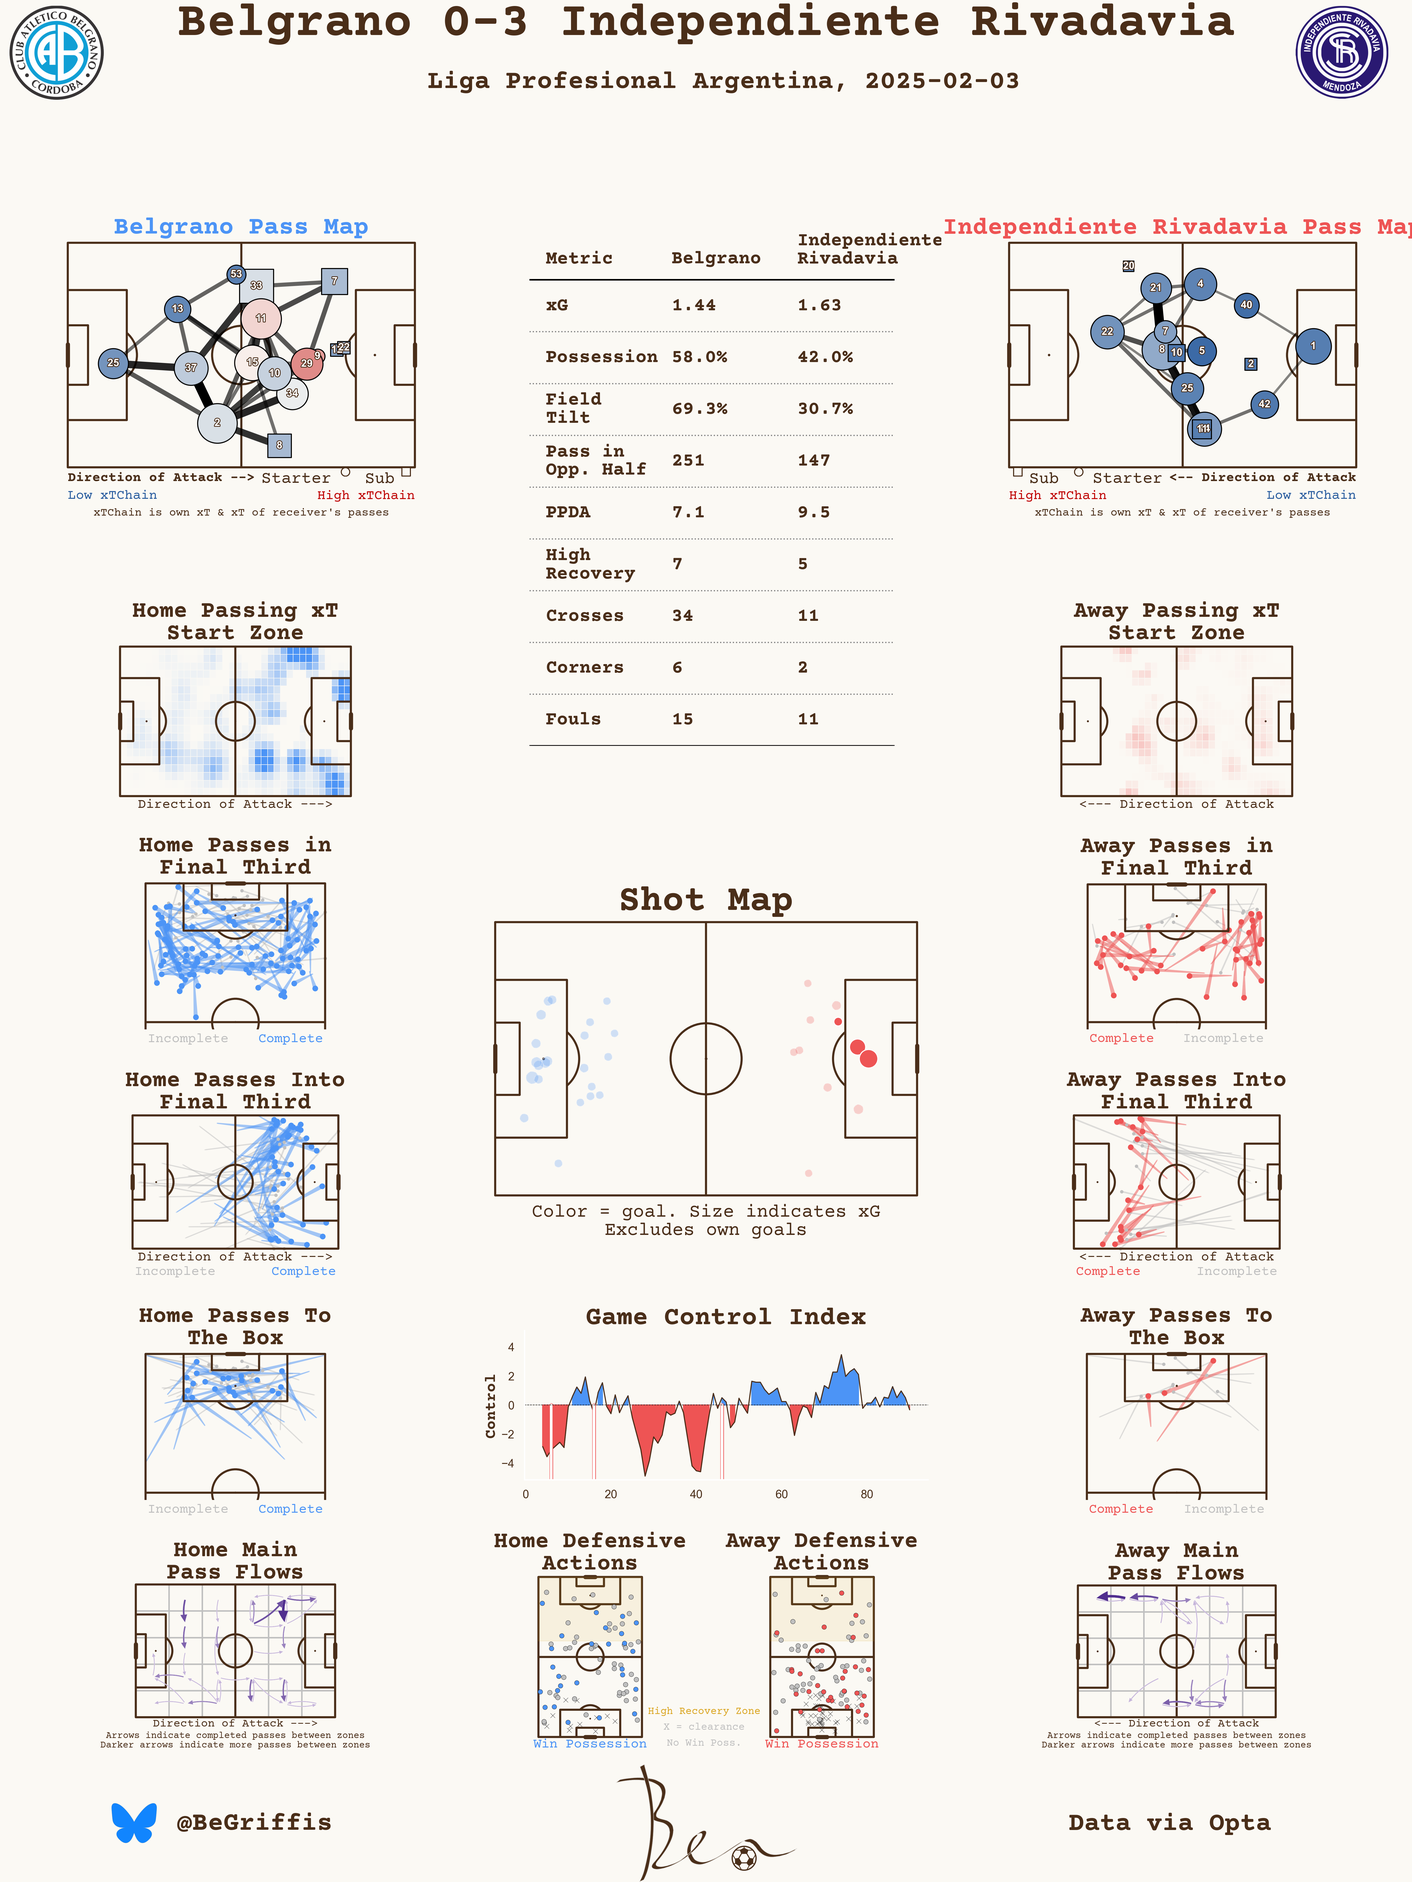 Belgrano 0-3 Independiente Rivadavia
Liga Profesional Argentina, 2025-02-03
CLUB ATLETICO BELGRANO
CORDOBA
INDEPENDIENTE RIVADAVIA
MENDOZA
Belgrano Pass Map
53
33
7
13
11
25
37
15
10
29
9
22
34
2
8
Direction of Attack --> Starter Sub
Low xTChain High xTChain
xTChain is own xT & xT of receiver's passes
Metric Belgrano Independiente Rivadavia
xG 1.44 1.63
Possession 58.0% 42.0%
Field Tilt 69.3% 30.7%
Pass in Opp. Half 251 147
PPDA 7.1 9.5
High Recovery 7 5
Crosses 34 11
Corners 6 2
Fouls 15 11
Independiente Rivadavia Pass Map
20
21
4
40
22
7
8
10
5
1
2
25
42
Sub Starter <-- Direction of Attack
High xTChain Low xTChain
xTChain is own xT & xT of receiver's passes
Home Passing xT
Start Zone
Direction of Attack --->
Away Passing xT
Start Zone
<--- Direction of Attack
Home Passes in
Final Third
Incomplete Complete
Away Passes in
Final Third
Complete Incomplete
Shot Map
Color = goal. Size indicates xG
Excludes own goals
Home Passes Into
Final Third
Direction of Attack --->
Incomplete Complete
Away Passes Into
Final Third
<--- Direction of Attack
Complete Incomplete
Home Passes To
The Box
Incomplete Complete
Game Control Index
Control
4
2
0
−2
−4
0 20 40 60 80
Away Passes To
The Box
Complete Incomplete
Home Main
Pass Flows
Direction of Attack --->
Arrows indicate completed passes between zones
Darker arrows indicate more passes between zones
Home Defensive
Actions
Win Possession
High Recovery Zone
X = clearance
No Win Poss.
Away Defensive
Actions
Win Possession
Away Main
Pass Flows
<--- Direction of Attack
Arrows indicate completed passes between zones
Darker arrows indicate more passes between zones
@BeGriffis
Ben
Data via Opta